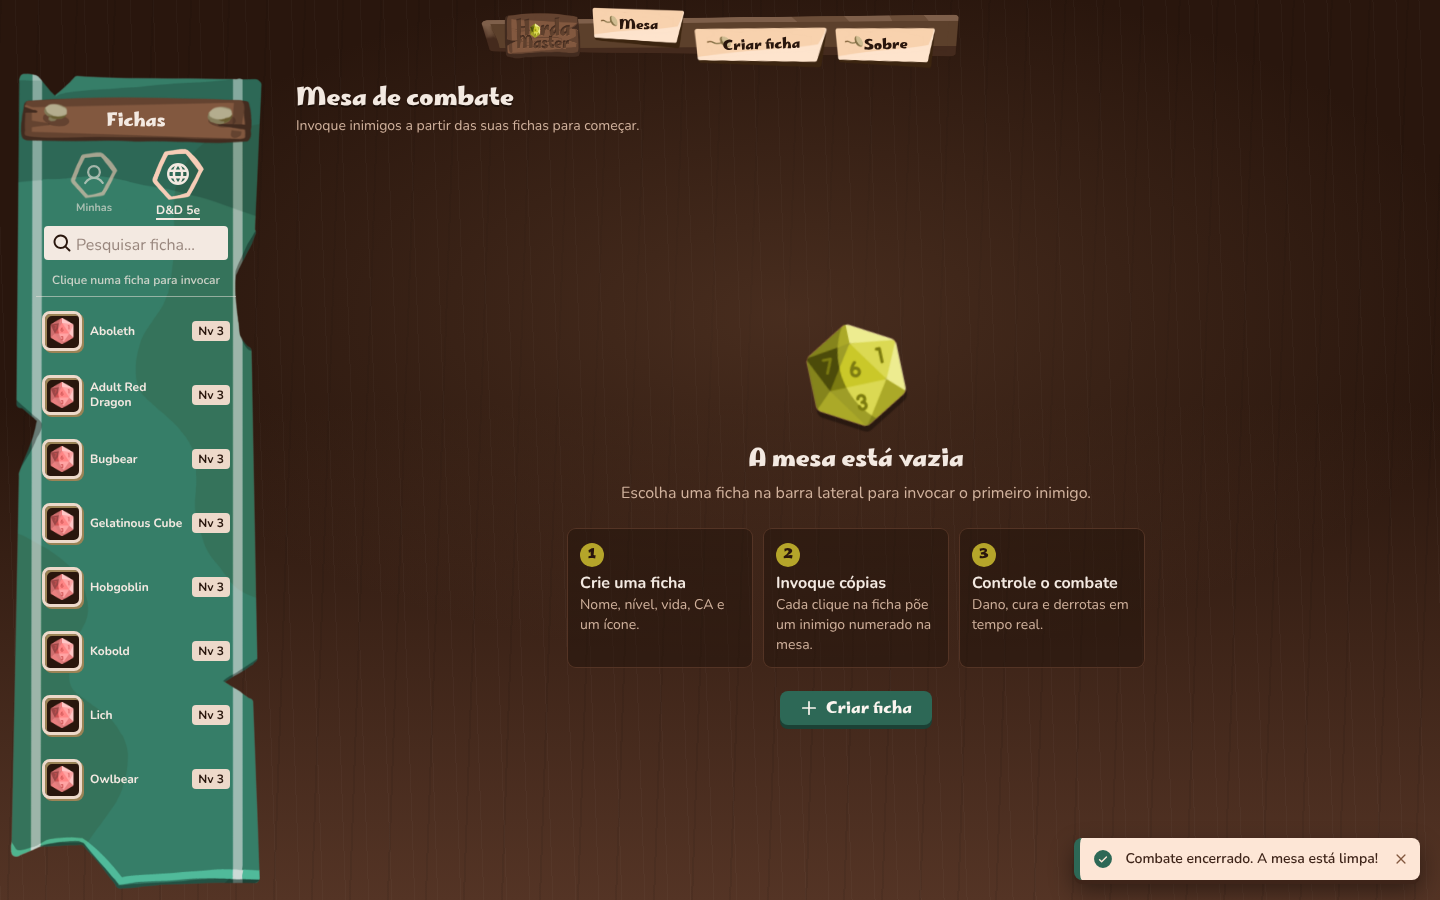 Horda
Master
Mesa
Criar ficha
Sobre
Fichas
Minhas
D&D 5e
Pesquisar ficha...
Clique numa ficha para invocar
Aboleth
Nv 3
Adult Red
Dragon
Nv 3
Bugbear
Nv 3
Gelatinous Cube
Nv 3
Hobgoblin
Nv 3
Kobold
Nv 3
Lich
Nv 3
Owlbear
Nv 3
Mesa de combate
Invoque inimigos a partir das suas fichas para começar.
7
6
1
3
A mesa está vazia
Escolha uma ficha na barra lateral para invocar o primeiro inimigo.
1
Crie uma ficha
Nome, nível, vida, CA e
um ícone.
2
Invoque cópias
Cada clique na ficha põe
um inimigo numerado na
mesa.
3
Controle o combate
Dano, cura e derrotas em
tempo real.
Criar ficha
Combate encerrado. A mesa está limpa!